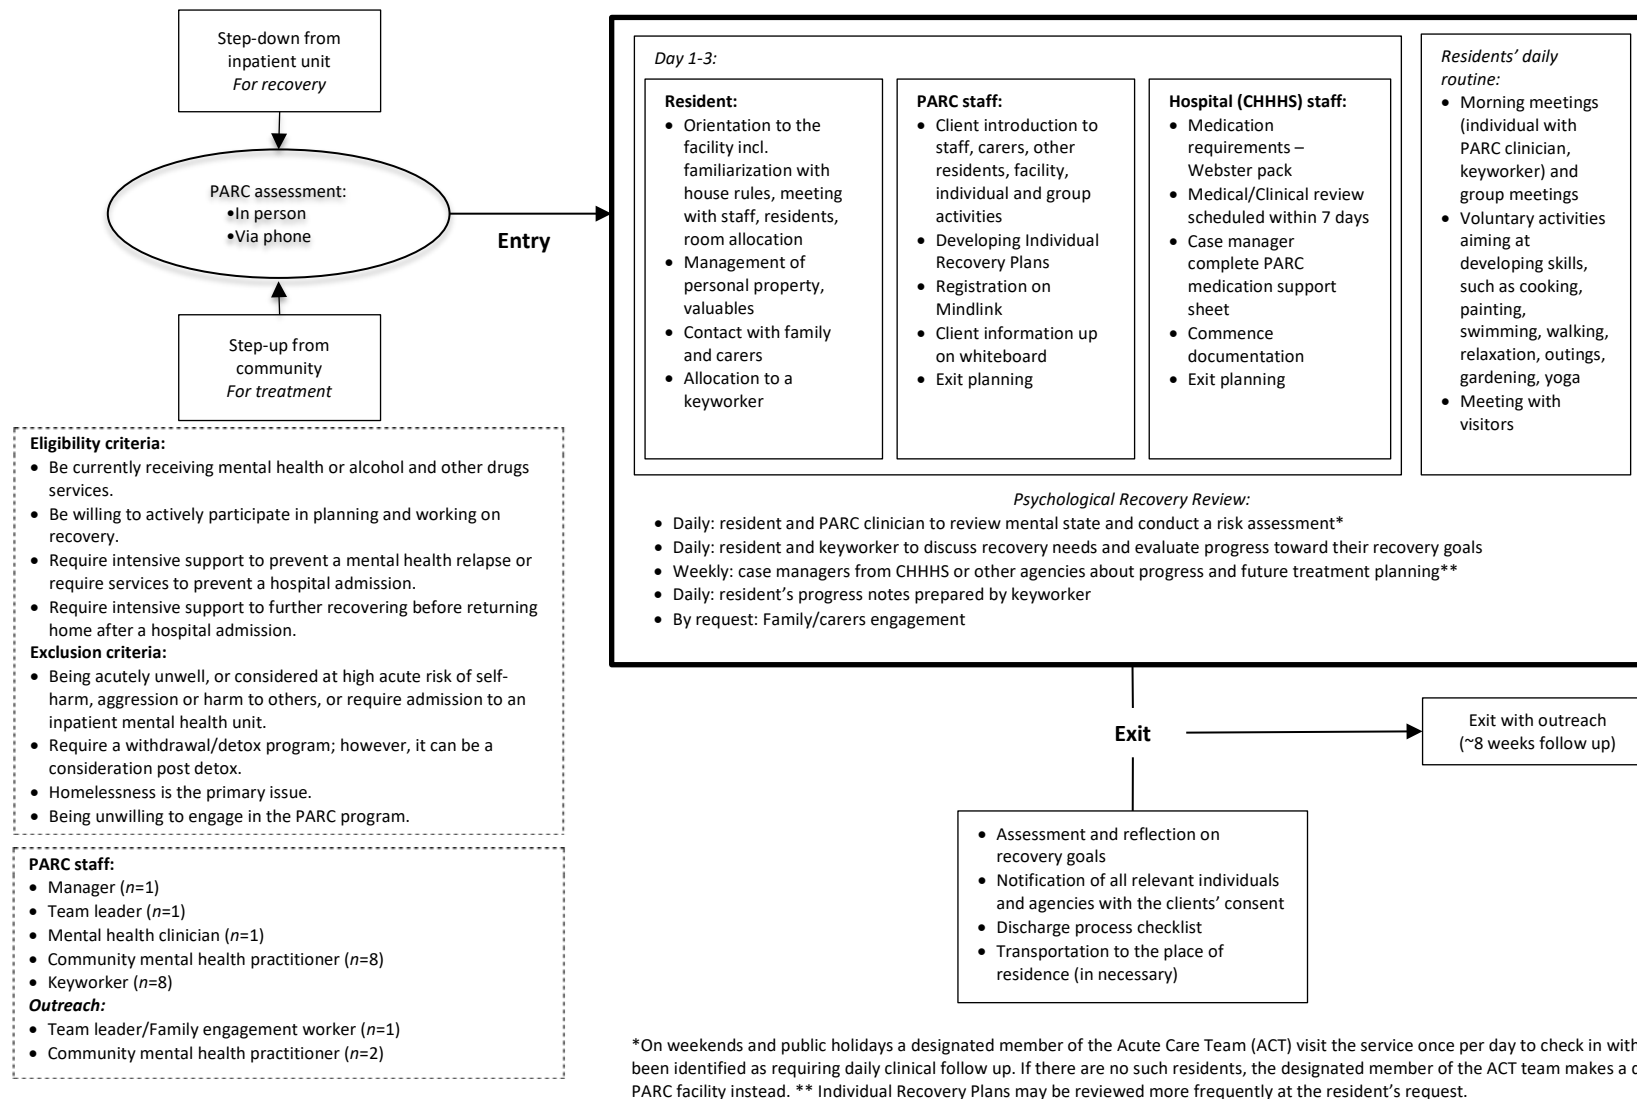 Step-down from
inpatient unit
For recovery
PARC assessment:
•In person
•Via phone
Entry
Step-up from
community
For treatment
Eligibility criteria:
• Be currently receiving mental health or alcohol and other drugs
services.
• Be willing to actively participate in planning and working on
recovery.
• Require intensive support to prevent a mental health relapse or
require services to prevent a hospital admission.
• Require intensive support to further recovering before returning
home after a hospital admission.
Exclusion criteria:
• Being acutely unwell, or considered at high acute risk of self-
harm, aggression or harm to others, or require admission to an
inpatient mental health unit.
• Require a withdrawal/detox program; however, it can be a
consideration post detox.
• Homelessness is the primary issue.
• Being unwilling to engage in the PARC program.
PARC staff:
• Manager (n=1)
• Team leader (n=1)
• Mental health clinician (n=1)
• Community mental health practitioner (n=8)
• Keyworker (n=8)
Outreach:
• Team leader/Family engagement worker (n=1)
• Community mental health practitioner (n=2)
Day 1-3:
Resident:
• Orientation to the
facility incl.
familiarization with
house rules, meeting
with staff, residents,
room allocation
• Management of
personal property,
valuables
• Contact with family
and carers
• Allocation to a
keyworker
PARC staff:
• Client introduction to
staff, carers, other
residents, facility,
individual and group
activities
• Developing Individual
Recovery Plans
• Registration on
Mindlink
• Client information up
on whiteboard
• Exit planning
Hospital (CHHHS) staff:
• Medication
requirements –
Webster pack
• Medical/Clinical review
scheduled within 7 days
• Case manager
complete PARC
medication support
sheet
• Commence
documentation
• Exit planning
Residents’ daily
routine:
• Morning meetings
(individual with
PARC clinician,
keyworker) and
group meetings
• Voluntary activities
aiming at
developing skills,
such as cooking,
painting,
swimming, walking,
relaxation, outings,
gardening, yoga
• Meeting with
visitors
Psychological Recovery Review:
• Daily: resident and PARC clinician to review mental state and conduct a risk assessment*
• Daily: resident and keyworker to discuss recovery needs and evaluate progress toward their recovery goals
• Weekly: case managers from CHHHS or other agencies about progress and future treatment planning**
• Daily: resident’s progress notes prepared by keyworker
• By request: Family/carers engagement
Exit
Exit with outreach
(~8 weeks follow up)
• Assessment and reflection on
recovery goals
• Notification of all relevant individuals
and agencies with the clients’ consent
• Discharge process checklist
• Transportation to the place of
residence (in necessary)
*On weekends and public holidays a designated member of the Acute Care Team (ACT) visit the service once per day to check in with
been identified as requiring daily clinical follow up. If there are no such residents, the designated member of the ACT team makes a
PARC facility instead. ** Individual Recovery Plans may be reviewed more frequently at the resident’s request.